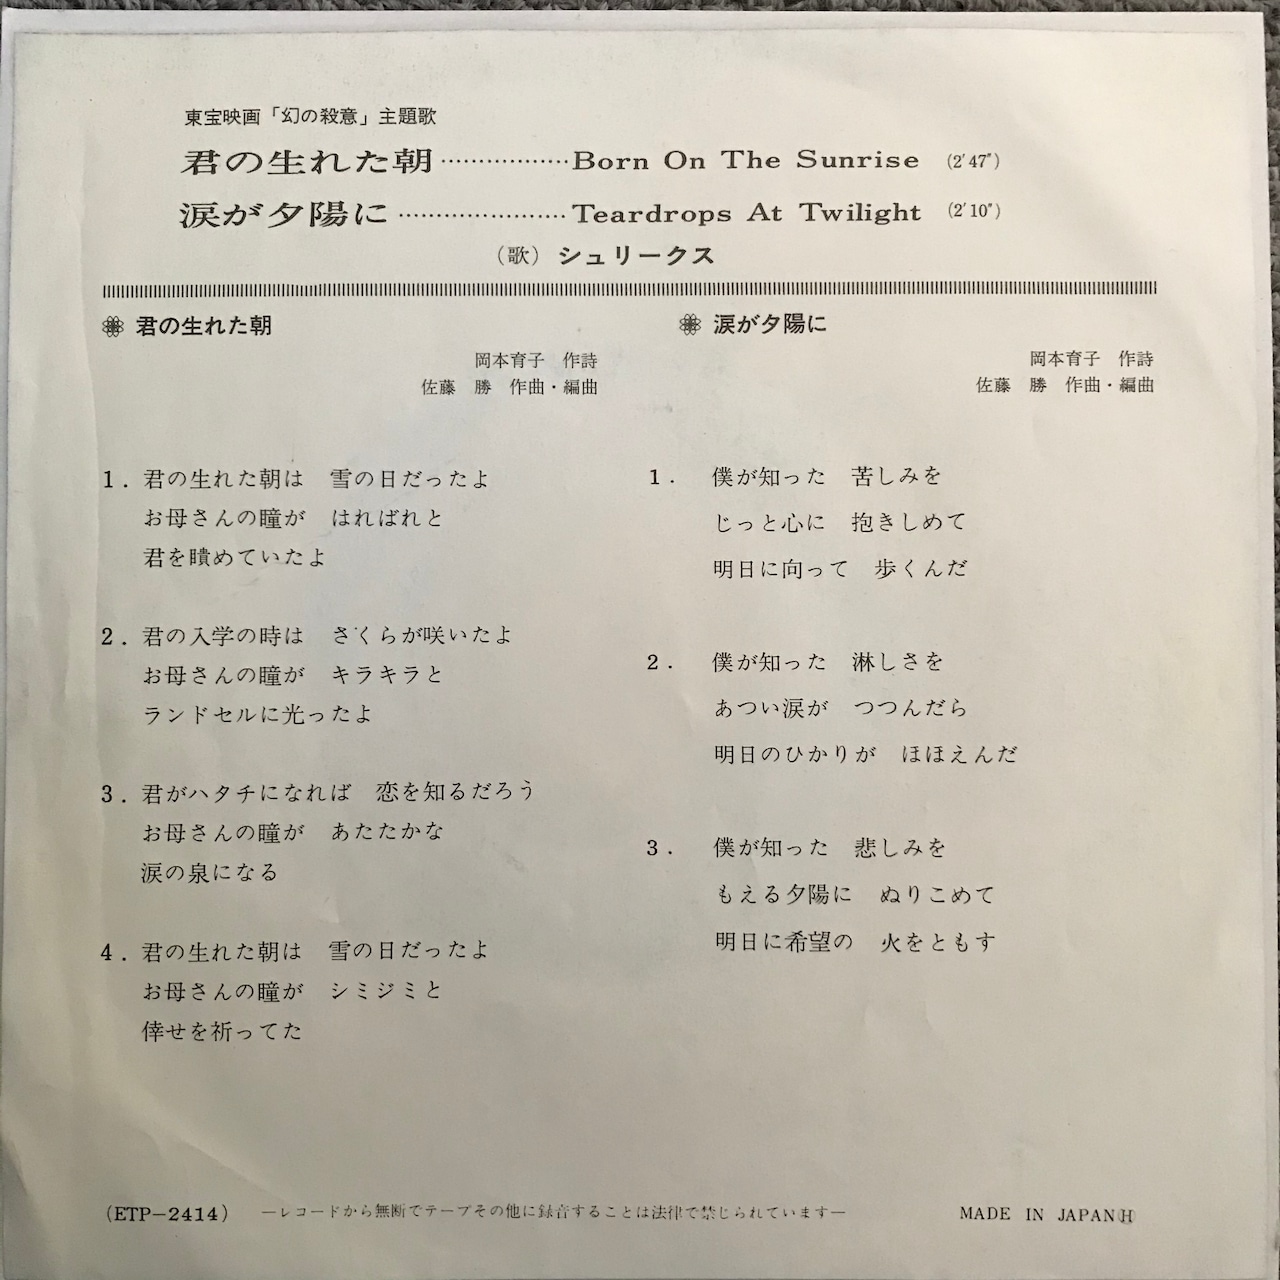 東宝映画「幻の殺意」主題歌
君の生れた朝………………Born On The Sunrise (2′47″)
涙が夕陽に……………………Teardrops At Twilight (2′10″)
（歌）シュリークス
君の生れた朝
岡本育子　作詩
佐藤　勝　作曲・編曲
1．君の生れた朝は　雪の日だったよ
お母さんの瞳が　はればれと
君を瞶めていたよ
2．君の入学の時は　さくらが咲いたよ
お母さんの瞳が　キラキラと
ランドセルに光ったよ
3．君がハタチになれば　恋を知るだろう
お母さんの瞳が　あたたかな
涙の泉になる
4．君の生れた朝は　雪の日だったよ
お母さんの瞳が　シミジミと
倖せを祈ってた
涙が夕陽に
岡本育子　作詩
佐藤　勝　作曲・編曲
1．僕が知った　苦しみを
じっと心に　抱きしめて
明日に向って　歩くんだ
2．僕が知った　淋しさを
あつい涙が　つつんだら
明日のひかりが　ほほえんだ
3．僕が知った　悲しみを
もえる夕陽に　ぬりこめて
明日に希望の　火をともす
(ETP−2414)　—レコードから無断でテープその他に録音することは法律で禁じられています—　MADE IN JAPANⒽ